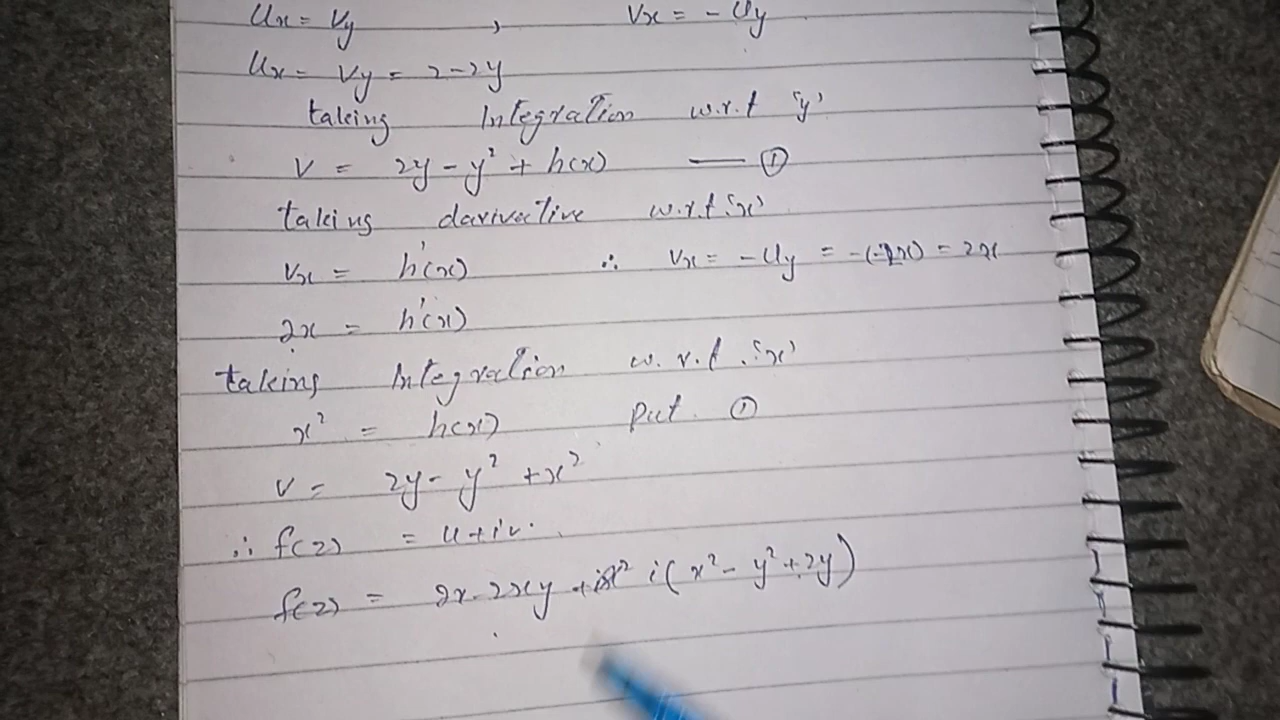 Ux = Vy , Vx = - Uy
Ux = Vy = 2-2y
taking Integration w.r.t 'y'
V = 2y - y² + h(x) — ①
taking darivative w.r.t 'x'
Vx = h'(x) ∴ Vx = - Uy = -(-2x) = 2x
2x = h'(x)
taking Integration w.r.t 'x'
x² = h(x) Put ①
V = 2y - y² + x²
∴ f(z) = u+iv.
f(z) = 2x-2xy + i(x² - y² + 2y)